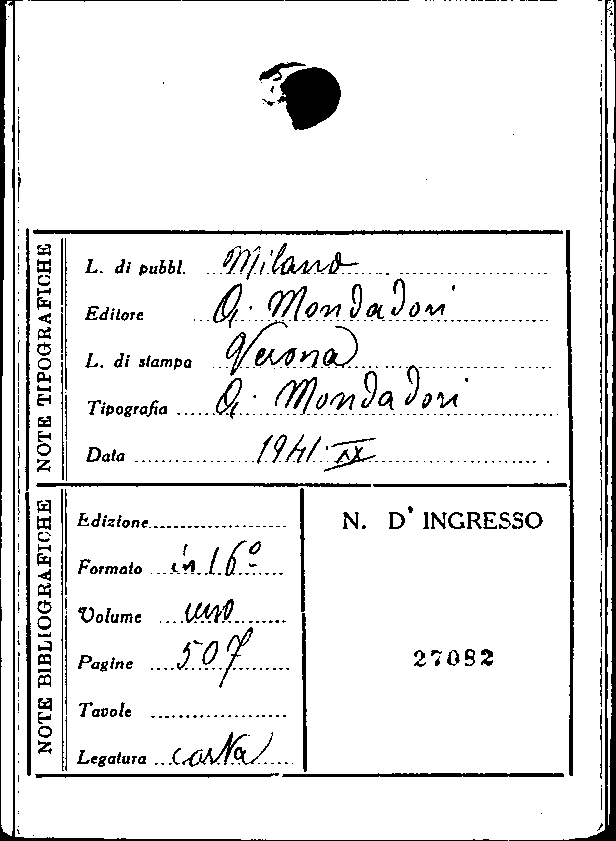 NOTE TIPOGRAFICHE
L. di pubbl. Milano
Editore A. Mondadori
L. di stampa Verona
Tipografia A. Mondadori
Data 1941. XX
NOTE BIBLIOGRAFICHE
Edizione
Formato in 16º
Volume uno
Pagine 507
Tavole
Legatura carta
N. D' INGRESSO
27082